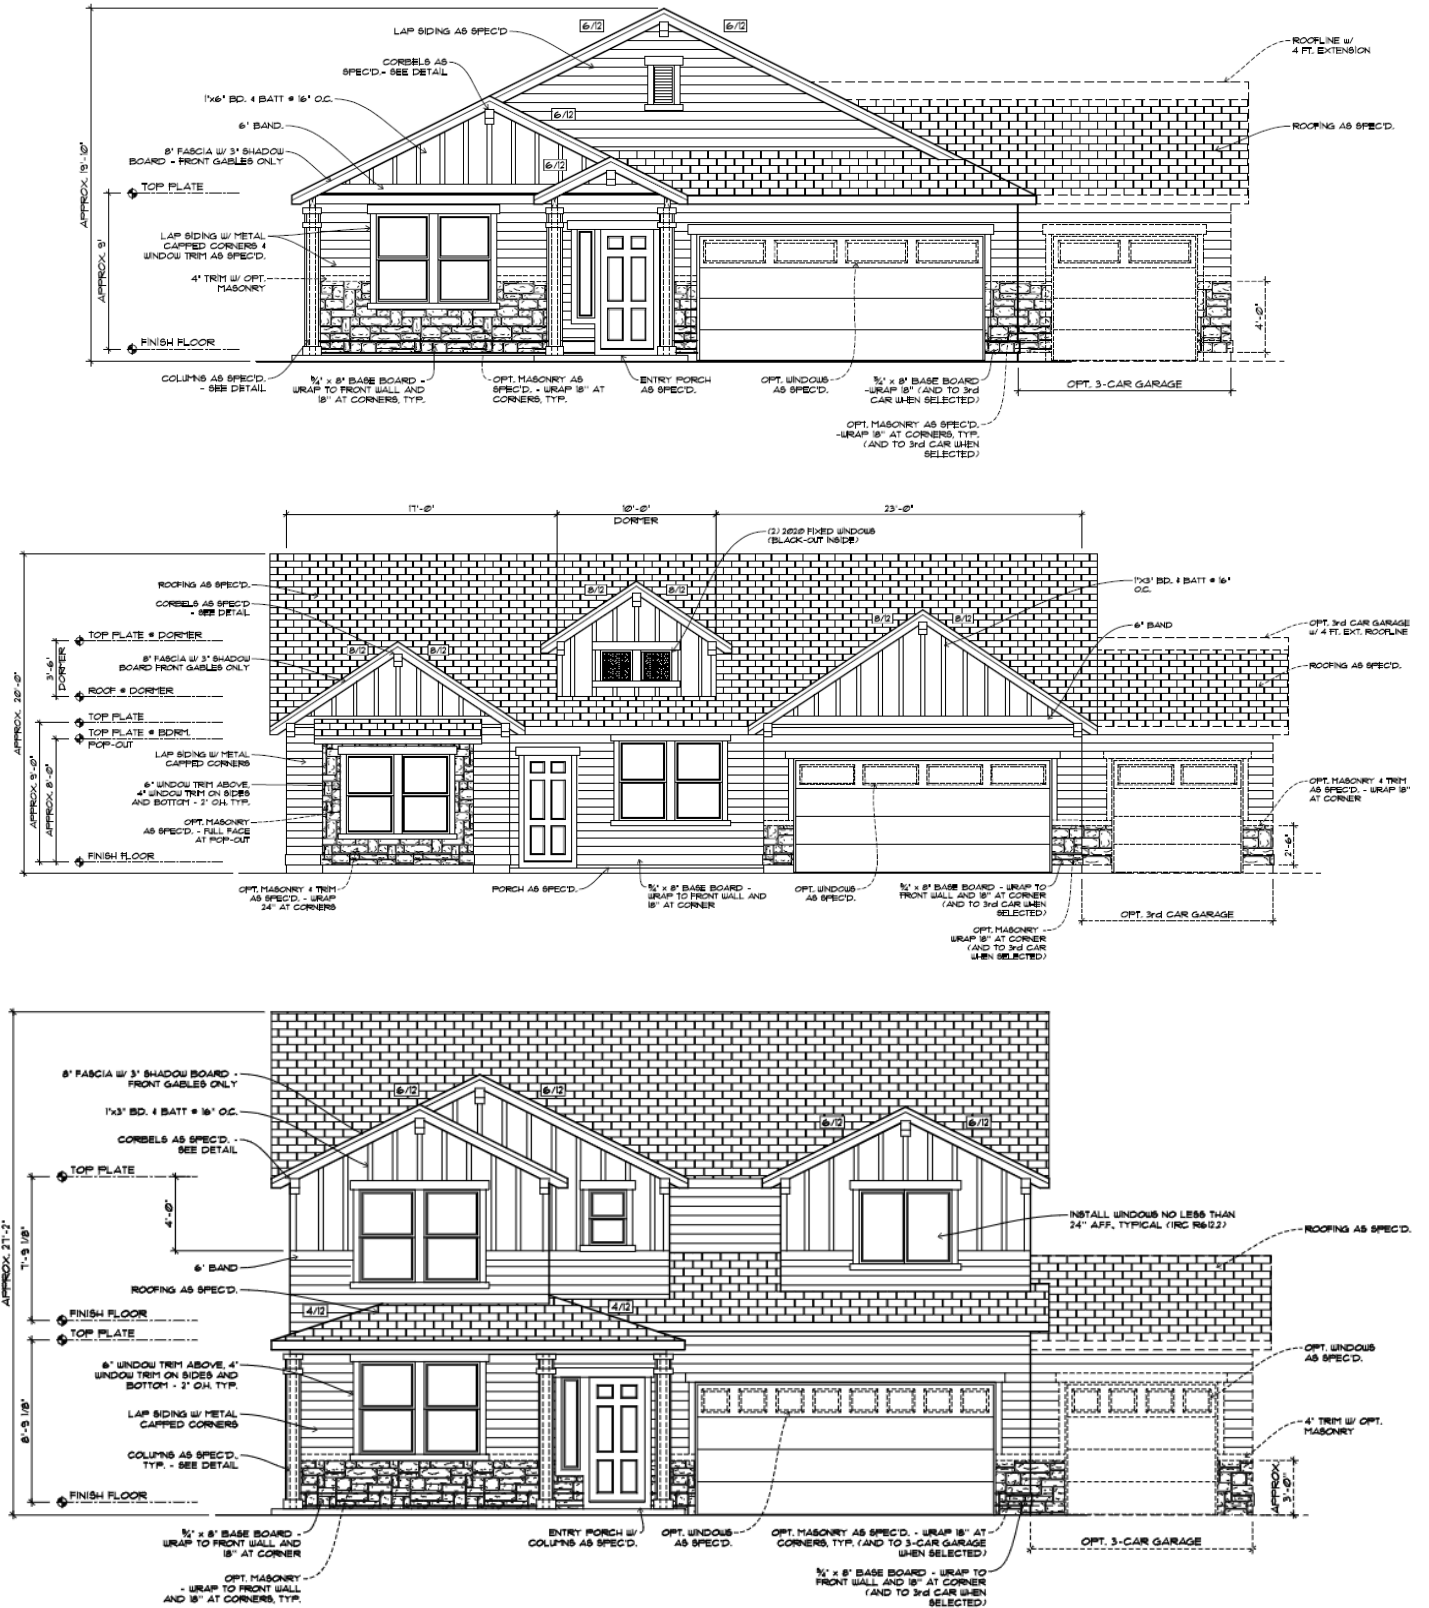 6/12
6/12
LAP SIDING AS SPEC'D
ROOFLINE W/
4 FT. EXTENSION
CORBELS AS
SPEC'D.- SEE DETAIL
1"x6" BD. & BATT @ 16" O.C.
6/12
6" BAND.
ROOFING AS SPEC'D.
8" FASCIA W/ 3" SHADOW
BOARD - FRONT GABLES ONLY
6/12
APPROX. 19'-10"
TOP PLATE
LAP SIDING W/ METAL
CAPPED CORNERS &
WINDOW TRIM AS SPEC'D.
APPROX. 9'
4" TRIM W/ OPT.
MASONRY
4'-0"
FINISH FLOOR
COLUMNS AS SPEC'D.
- SEE DETAIL
3/4" x 8" BASE BOARD -
WRAP TO FRONT WALL AND
18" AT CORNERS, TYP.
OPT. MASONRY AS
SPEC'D. - WRAP 18" AT
CORNERS, TYP.
ENTRY PORCH
AS SPEC'D.
OPT. WINDOWS
AS SPEC'D.
3/4" x 8" BASE BOARD
-WRAP 18" (AND TO 3rd
CAR WHEN SELECTED)
OPT. 3-CAR GARAGE
OPT. MASONRY AS SPEC'D.
-WRAP 18" AT CORNERS, TYP.
(AND TO 3rd CAR WHEN
SELECTED)
17'-0"
10'-0"
DORMER
23'-0"
(2) 2020 FIXED WINDOWS
(BLACK-OUT INSIDE)
ROOFING AS SPEC'D.
8/12
8/12
1"X3" BD. & BATT @ 16"
O.C.
CORBELS AS SPEC'D
- SEE DETAIL
8/12
8/12
6" BAND
OPT. 3rd CAR GARAGE
W/ 4 FT. EXT. ROOFLINE
TOP PLATE @ DORMER
8/12
8/12
8" FASCIA W/ 3" SHADOW
BOARD FRONT GABLES ONLY
ROOFING AS SPEC'D.
3'-6"
DORMER
ROOF @ DORMER
APPROX. 20'-0"
TOP PLATE
TOP PLATE @ BDRM.
POP-OUT
LAP SIDING W/ METAL
CAPPED CORNERS
6" WINDOW TRIM ABOVE,
4" WINDOW TRIM ON SIDES
AND BOTTOM - 2" O.H. TYP.
OPT. MASONRY & TRIM
AS SPEC'D. - WRAP 18"
AT CORNER
APPROX. 9'-0"
APPROX. 8'-0"
OPT. MASONRY
AS SPEC'D. - FULL FACE
AT POP-OUT
2'-6"
FINISH FLOOR
OPT. MASONRY & TRIM
AS SPEC'D. - WRAP
24" AT CORNERS
PORCH AS SPEC'D.
3/4" x 8" BASE BOARD -
WRAP TO FRONT WALL AND
18" AT CORNER
OPT. WINDOWS
AS SPEC'D.
3/4" x 8" BASE BOARD - WRAP TO
FRONT WALL AND 18" AT CORNER
(AND TO 3rd CAR WHEN
SELECTED)
OPT. 3rd CAR GARAGE
OPT. MASONRY
WRAP 18" AT CORNER
(AND TO 3rd CAR
WHEN SELECTED)
8" FASCIA W/ 3" SHADOW BOARD -
FRONT GABLES ONLY
6/12
6/12
1"x3" BD. & BATT @ 16" O.C.
6/12
6/12
CORBELS AS SPEC'D. -
SEE DETAIL
TOP PLATE
4'-0"
INSTALL WINDOWS NO LESS THAN
24" A.F.F., TYPICAL (IRC R612.2)
ROOFING AS SPEC'D.
APPROX. 27'-2"
7'-9 1/8"
6" BAND
ROOFING AS SPEC'D.
4/12
4/12
FINISH FLOOR
TOP PLATE
OPT. WINDOWS
AS SPEC'D.
6" WINDOW TRIM ABOVE, 4"
WINDOW TRIM ON SIDES AND
BOTTOM - 2" O.H. TYP.
LAP SIDING W/ METAL
CAPPED CORNERS
8'-9 1/8"
4" TRIM W/ OPT.
MASONRY
COLUMNS AS SPEC'D.,
TYP. - SEE DETAIL
APPROX.
3'-0"
FINISH FLOOR
3/4" x 8" BASE BOARD -
WRAP TO FRONT WALL AND
18" AT CORNER
ENTRY PORCH W/
COLUMNS AS SPEC'D.
OPT. WINDOWS
AS SPEC'D.
OPT. MASONRY AS SPEC'D. - WRAP 18" AT
CORNERS, TYP. (AND TO 3-CAR GARAGE
WHEN SELECTED)
OPT. 3-CAR GARAGE
OPT. MASONRY
- WRAP TO FRONT WALL
AND 18" AT CORNERS, TYP.
3/4" x 8" BASE BOARD - WRAP TO
FRONT WALL AND 18" AT CORNER
(AND TO 3rd CAR WHEN
SELECTED)